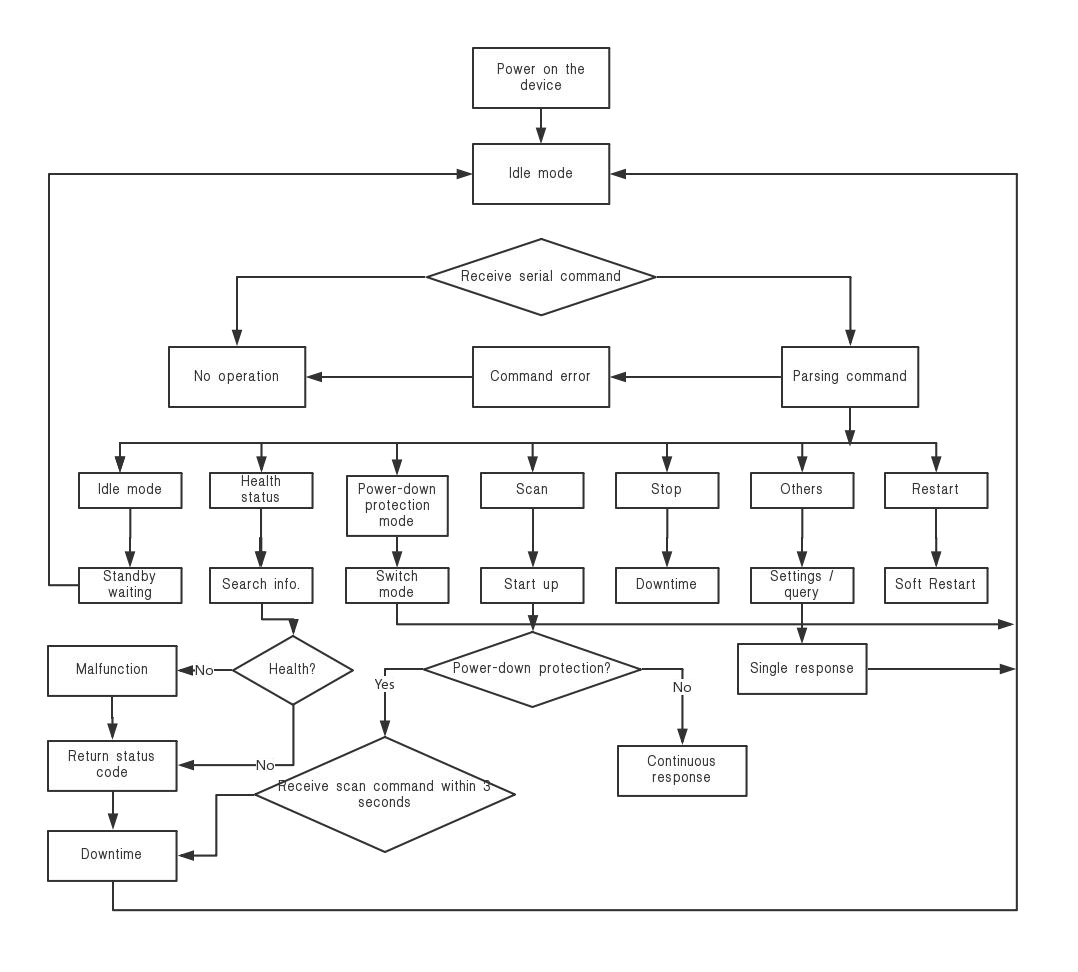 Power on the
device
Idle mode
Receive serial command
No operation
Command error
Parsing command
Idle mode
Health
status
Power-down
protection
mode
Scan
Stop
Others
Restart
Standby
waiting
Search info.
Switch
mode
Start up
Downtime
Settings /
query
Soft Restart
Malfunction
No
Health?
Power-down protection?
Single response
Yes
No
Return status
code
No
Receive scan command within 3
seconds
Continuous
response
Downtime